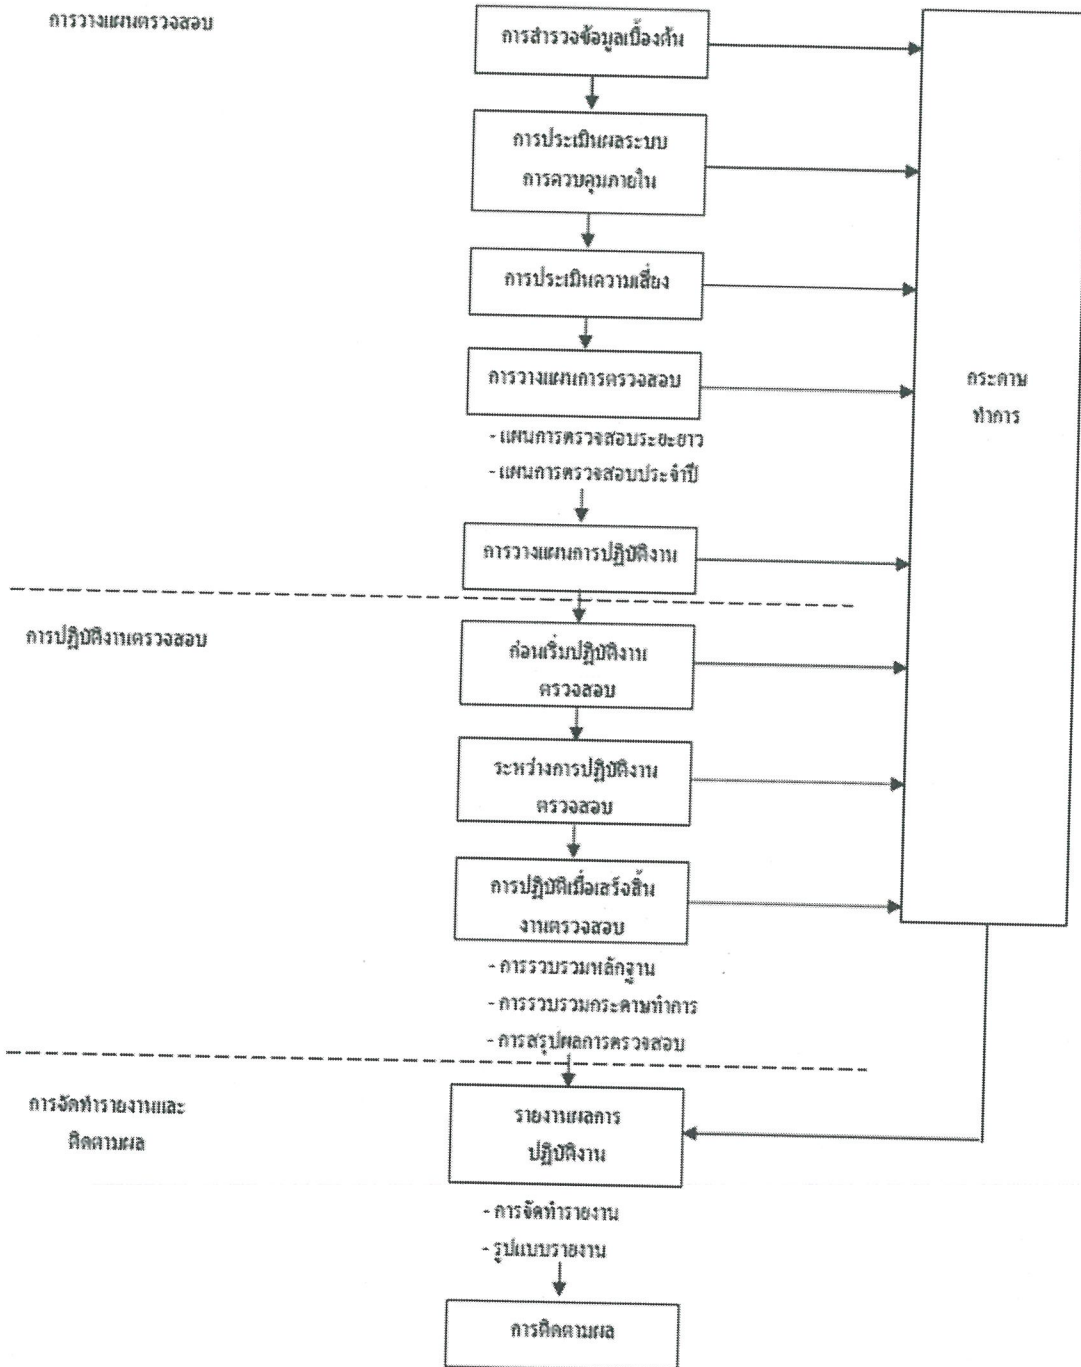 การวางแผนตรวจสอบ
การสำรวจข้อมูลเบื้องต้น
การประเมินผลระบบ
การควบคุมภายใน
การประเมินความเสี่ยง
การวางแผนการตรวจสอบ
- แผนการตรวจสอบระยะยาว
- แผนการตรวจสอบประจำปี
การวางแผนการปฏิบัติงาน
กระดาษ
ทำการ
การปฏิบัติงานตรวจสอบ
ก่อนเริ่มปฏิบัติงาน
ตรวจสอบ
ระหว่างการปฏิบัติงาน
ตรวจสอบ
การปฏิบัติเมื่อเสร็จสิ้น
งานตรวจสอบ
- การรวบรวมหลักฐาน
- การรวบรวมกระดาษทำการ
- การสรุปผลการตรวจสอบ
การจัดทำรายงานและ
ติดตามผล
รายงานผลการ
ปฏิบัติงาน
- การจัดทำรายงาน
- รูปแบบรายงาน
การติดตามผล